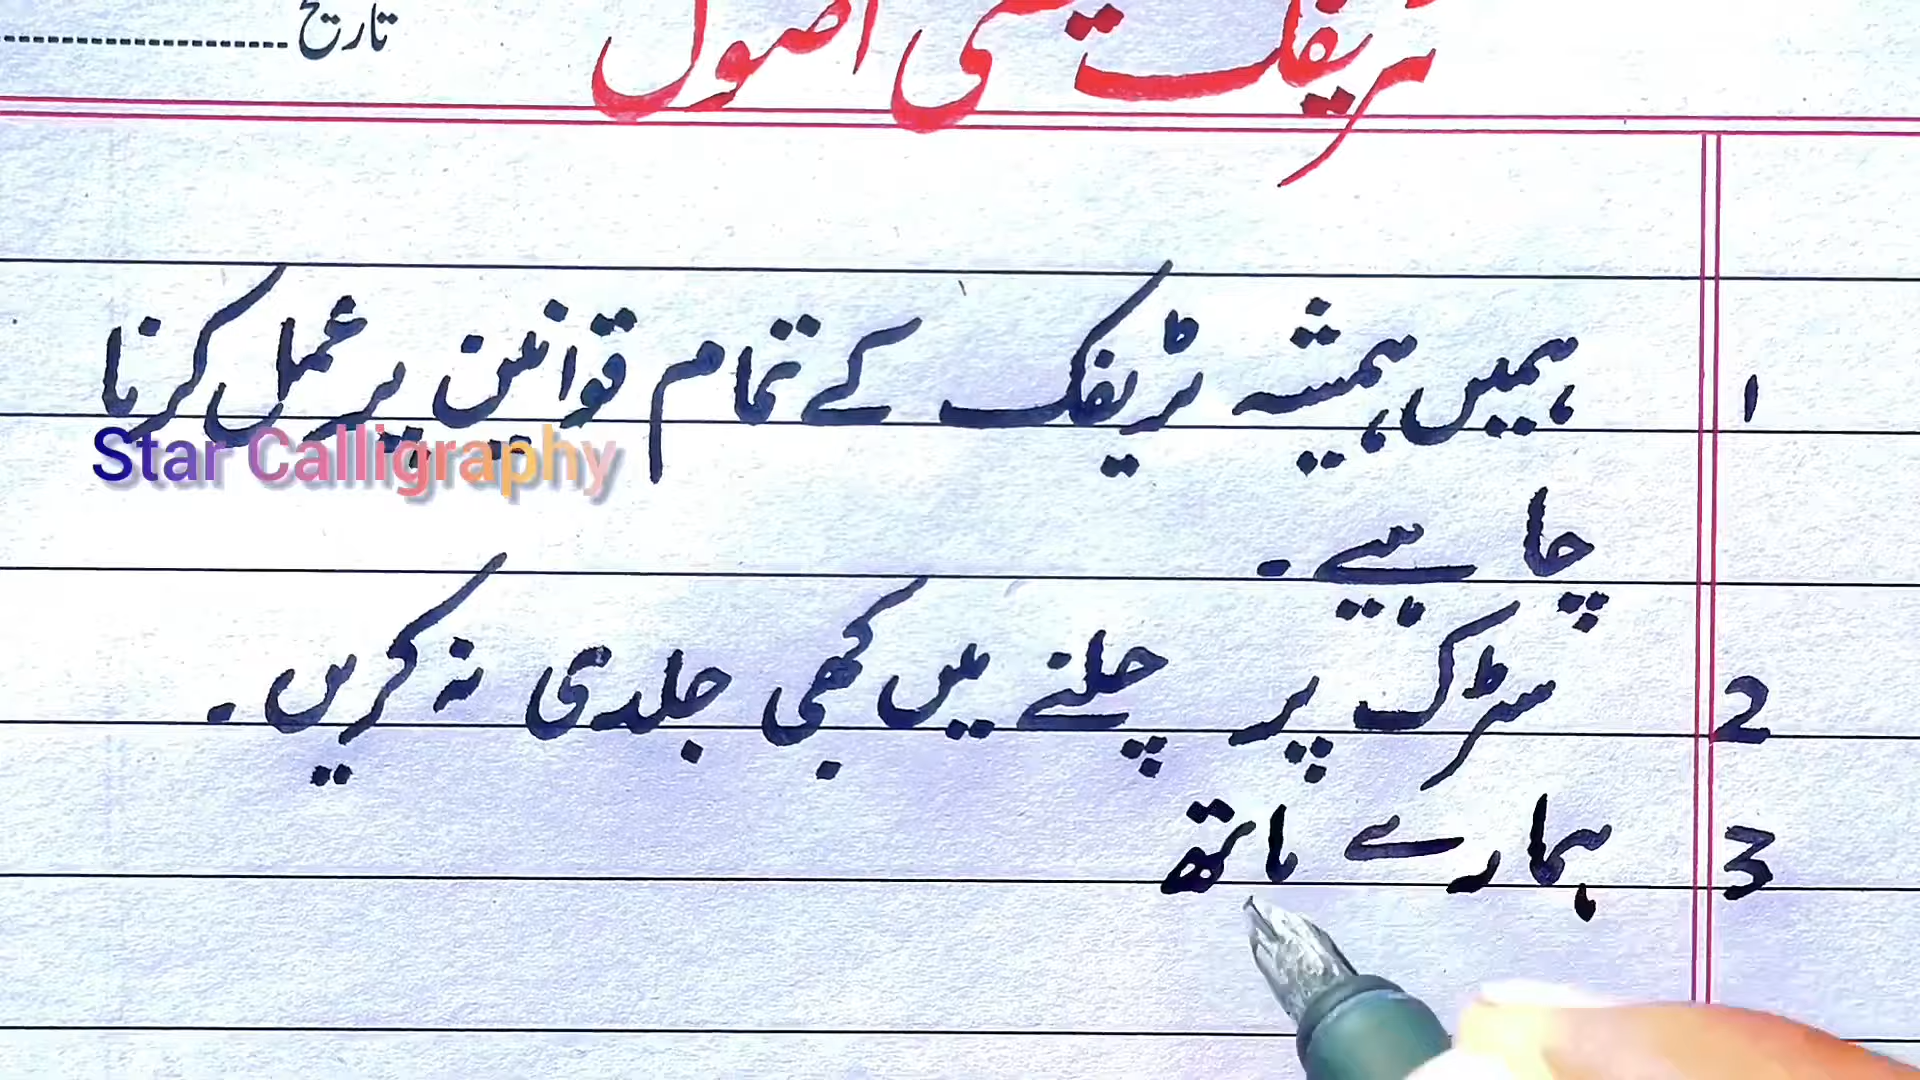 تاریخ
ٹریفک کے اصول
1 ہمیں ہمیشہ ٹریفک کے تمام قوانین پر عمل کرنا
Star Calligraphy
چاہیے۔
2 سڑک پر چلنے میں کبھی جلدی نہ کریں۔
3 ہمارے ہاتھ